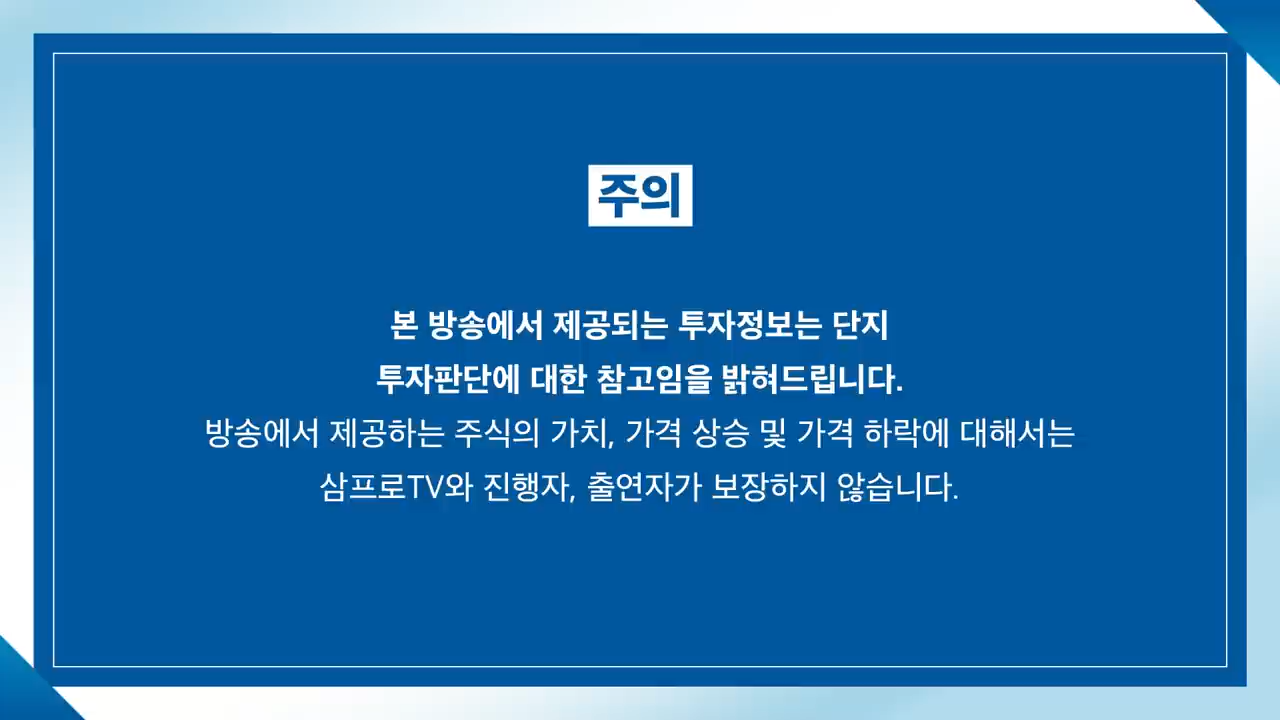 주의
본 방송에서 제공되는 투자정보는 단지
투자판단에 대한 참고임을 밝혀드립니다.
방송에서 제공하는 주식의 가치, 가격 상승 및 가격 하락에 대해서는
삼프로TV와 진행자, 출연자가 보장하지 않습니다.